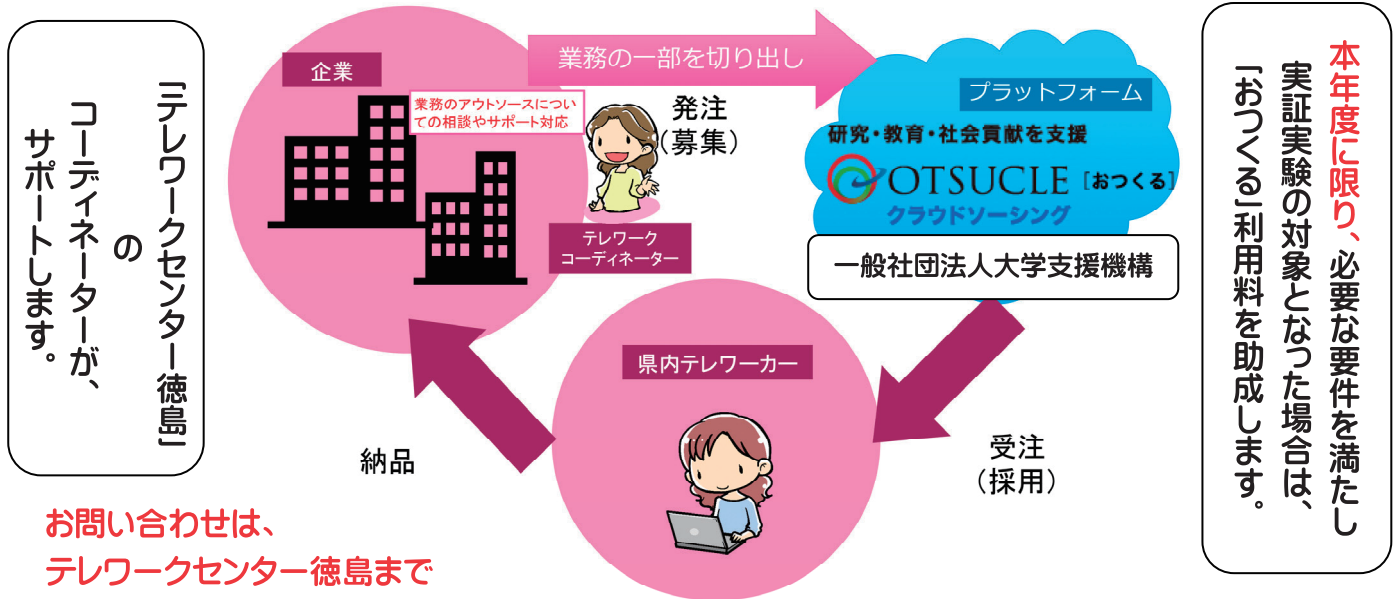 「テレワークセンター徳島」
の
コーディネーターが、
サポートします。
企業
業務のアウトソースについ
ての相談やサポート対応
業務の一部を切り出し
発注
(募集)
テレワーク
コーディネーター
プラットフォーム
研究・教育・社会貢献を支援
OTSUCLE [おつくる]
クラウドソーシング
一般社団法人大学支援機構
県内テレワーカー
受注
(採用)
納品
お問い合わせは、
テレワークセンター徳島まで
本年度に限り、必要な要件を満たし
実証実験の対象となった場合は、
「おつくる」利用料を助成します。